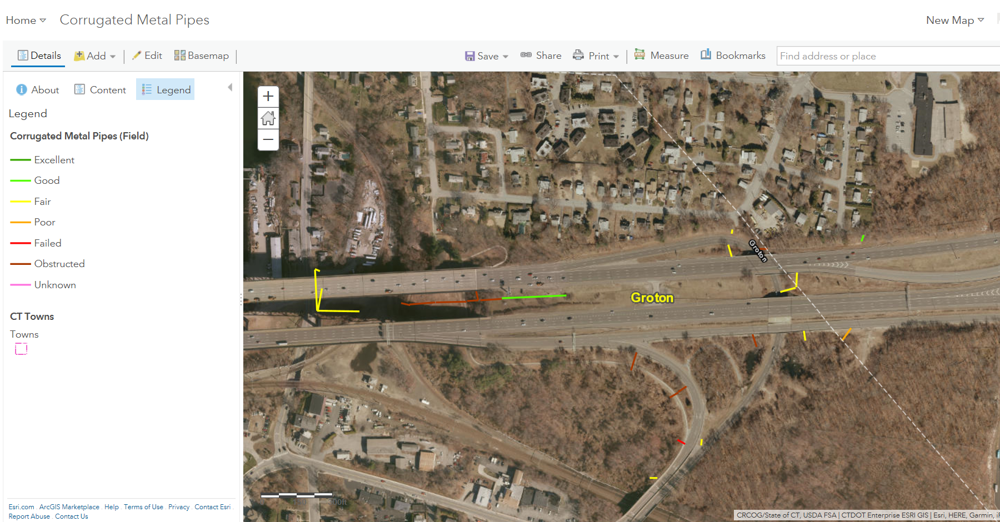 Home
Corrugated Metal Pipes
New Map
Details
Add
Edit
Basemap
Save
Share
Print
Measure
Bookmarks
Find address or place
About
Content
Legend
Legend
Corrugated Metal Pipes (Field)
Excellent
Good
Fair
Poor
Failed
Obstructed
Unknown
CT Towns
Towns
Groton
Groton
Esri.com . ArcGIS Marketplace . Help . Terms of Use . Privacy . Contact Esri .
Report Abuse . Contact Us
CRCOG/State of CT, USDA FSA | CTDOT Enterprise ESRI GIS | Esri, HERE, Garmin,